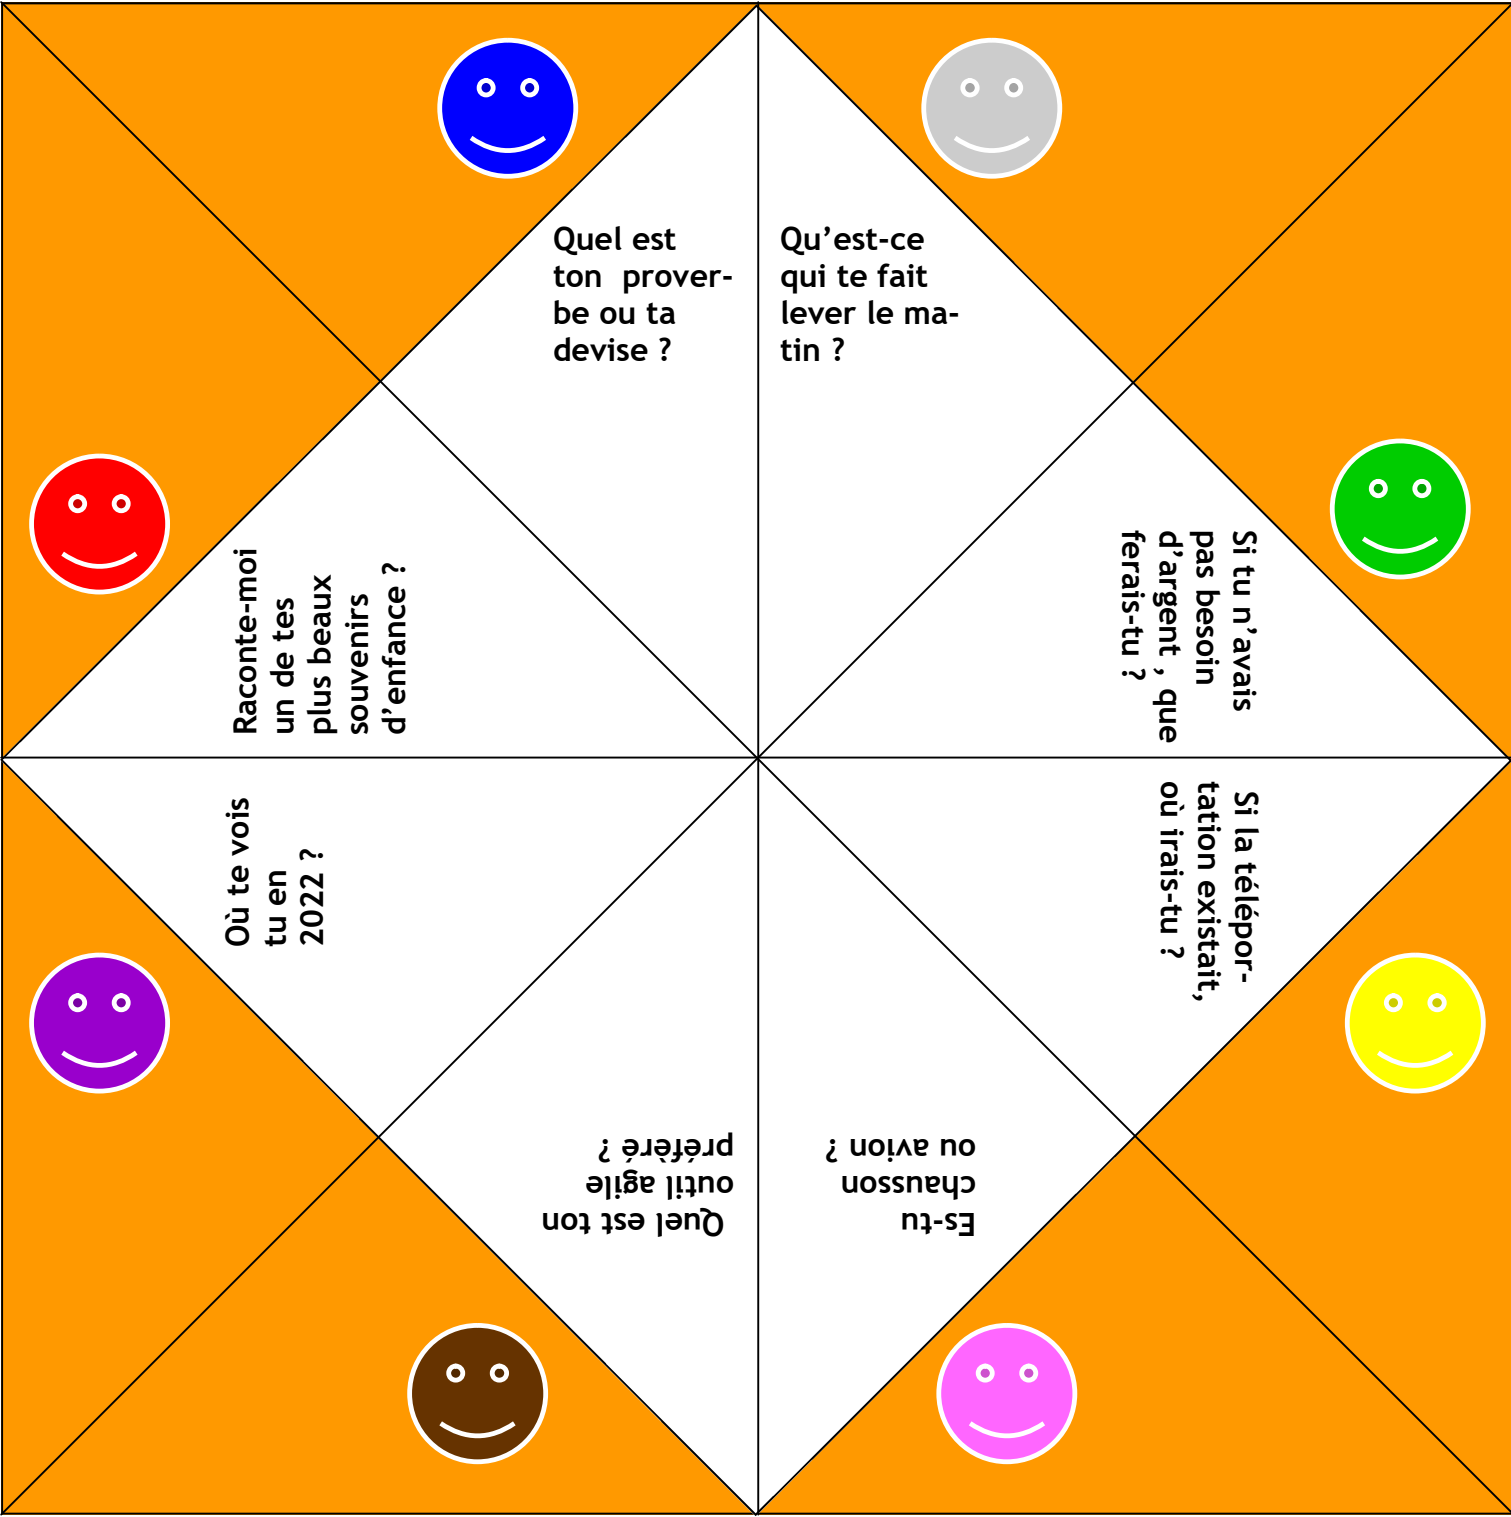 Quel est
ton  prover-
be ou ta
devise ?
Qu’est-ce
qui te fait
lever le ma-
tin ?
Si tu n’avais
pas besoin
d’argent , que
ferais-tu ?
Si la télépor-
tation existait,
où irais-tu ?
Es-tu
chausson
ou avion ?
Quel est ton
outil agile
préfèré ?
Où te vois
tu en
2022 ?
Raconte-moi
un de tes
plus beaux
souvenirs
d’enfance ?